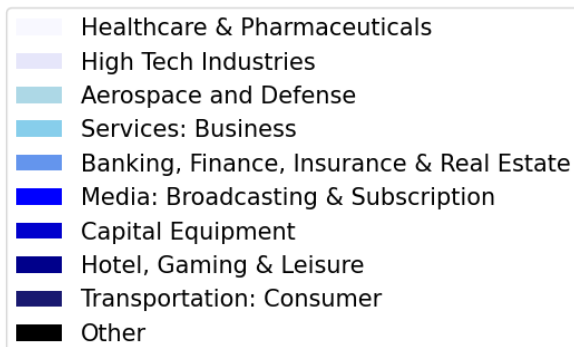 Healthcare & Pharmaceuticals
High Tech Industries
Aerospace and Defense
Services: Business
Banking, Finance, Insurance & Real Estate
Media: Broadcasting & Subscription
Capital Equipment
Hotel, Gaming & Leisure
Transportation: Consumer
Other